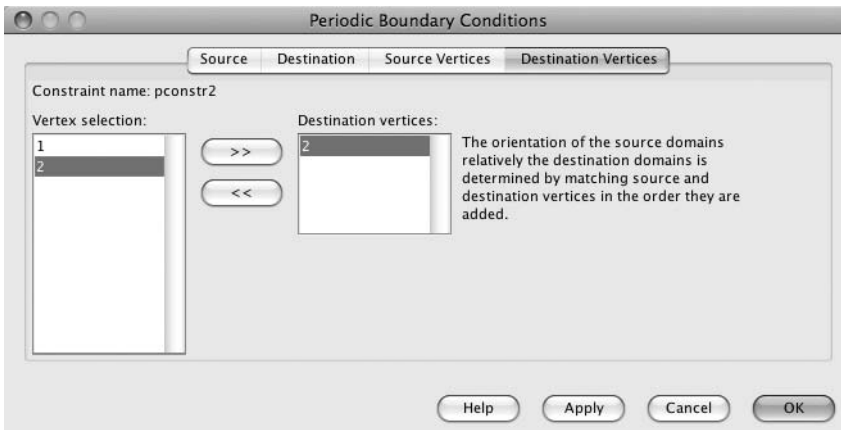 Periodic Boundary Conditions
Source Destination Source Vertices Destination Vertices
Constraint name: pconstr2
Vertex selection:
Destination vertices:
1
2
>>
<<
2
The orientation of the source domains
relatively the destination domains is
determined by matching source and
destination vertices in the order they are
added.
Help Apply Cancel OK